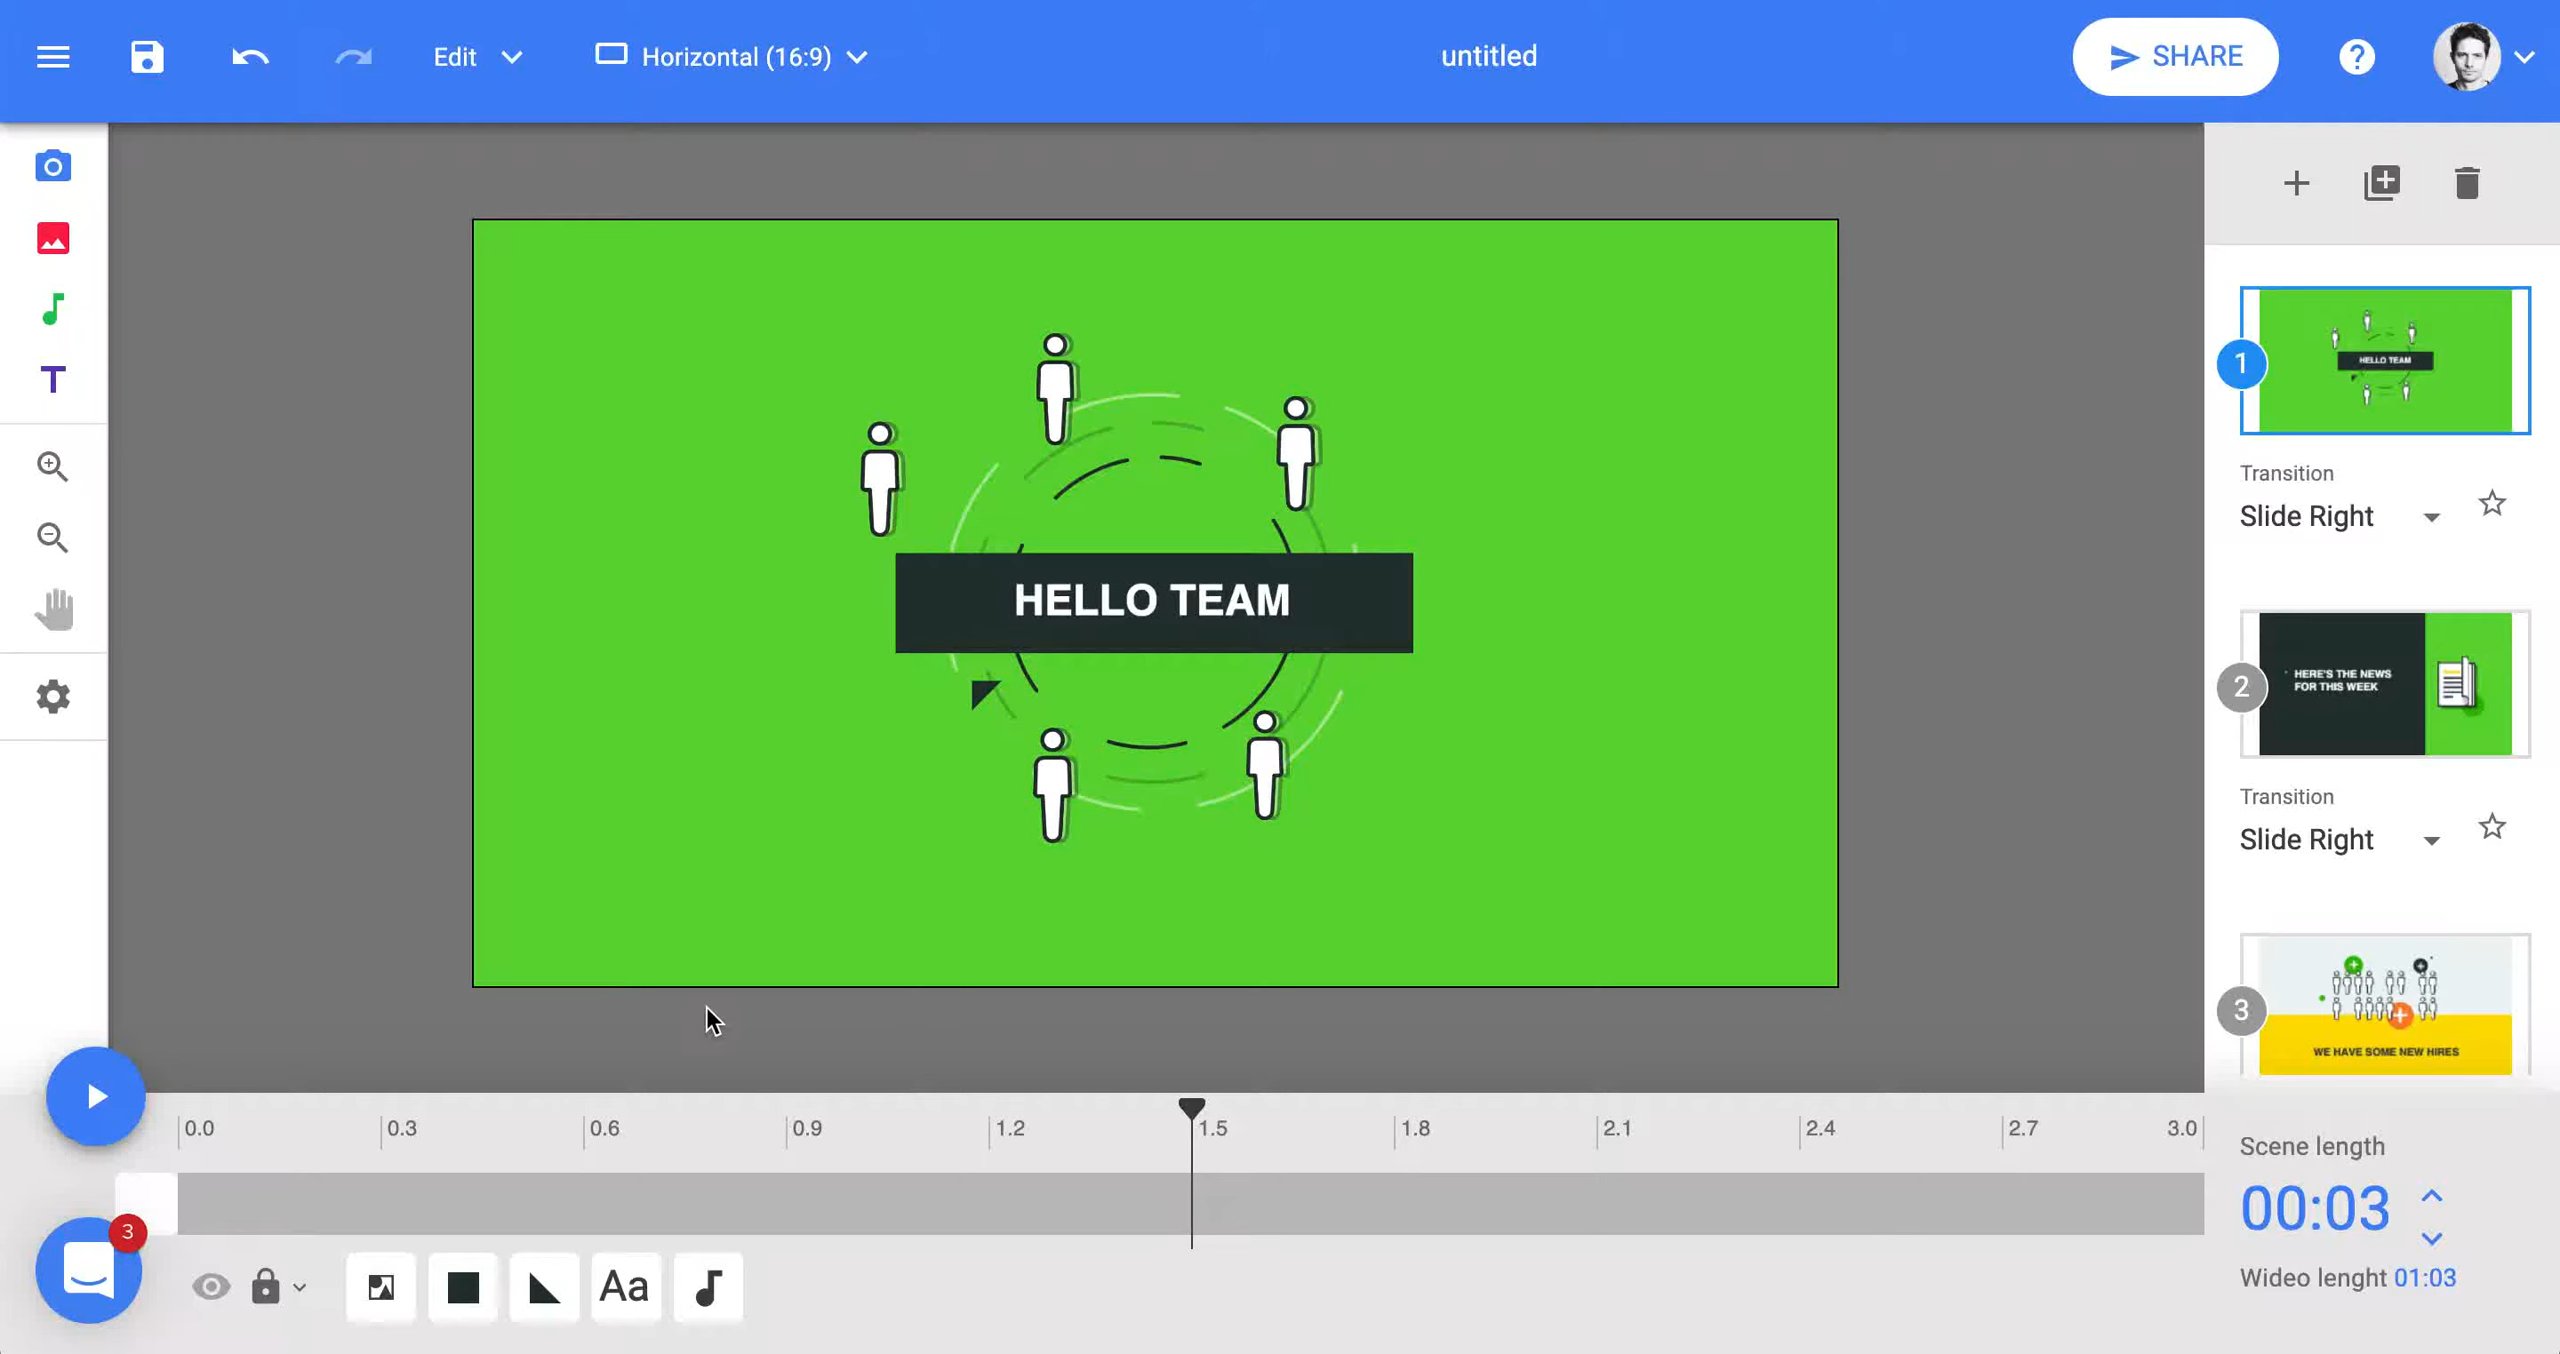 Edit
Horizontal (16:9)
untitled
SHARE
HELLO TEAM
1
HELLO TEAM
Transition
Slide Right
2
HERE'S THE NEWS
FOR THIS WEEK
Transition
Slide Right
3
WE HAVE SOME NEW HIRES
0.0 0.3 0.6 0.9 1.2 1.5 1.8 2.1 2.4 2.7 3.0
Scene length
00:03
Wideo lenght 01:03
3
Aa